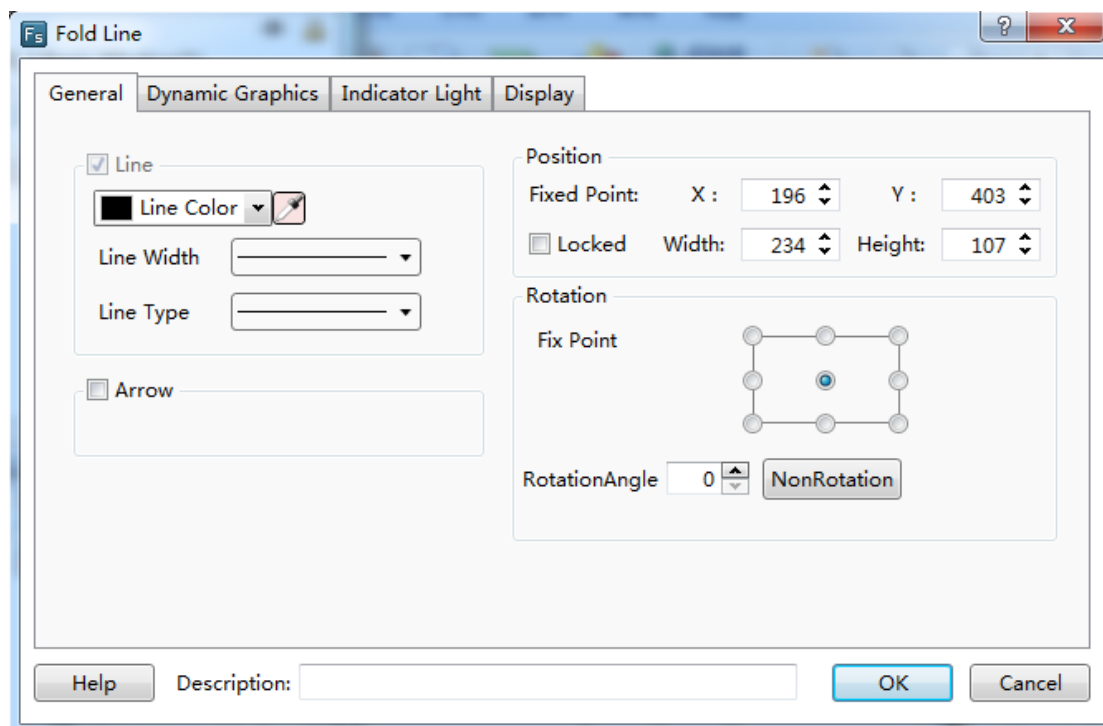 Fs Fold Line ? X
General Dynamic Graphics Indicator Light Display
Line
Line Color
Line Width
Line Type
Arrow
Position
Fixed Point: X : 196 Y : 403
Locked Width: 234 Height: 107
Rotation
Fix Point
RotationAngle 0 NonRotation
Help Description: OK Cancel